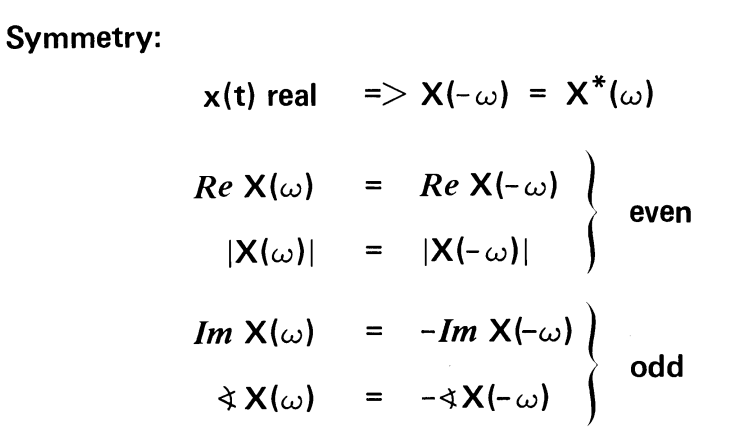 Symmetry:
x(t) real => X(-ω) = X*(ω)
Re X(ω) = Re X(-ω)
even
|X(ω)| = |X(-ω)|
Im X(ω) = -Im X(-ω)
odd
∢ X(ω) = -∢X(-ω)